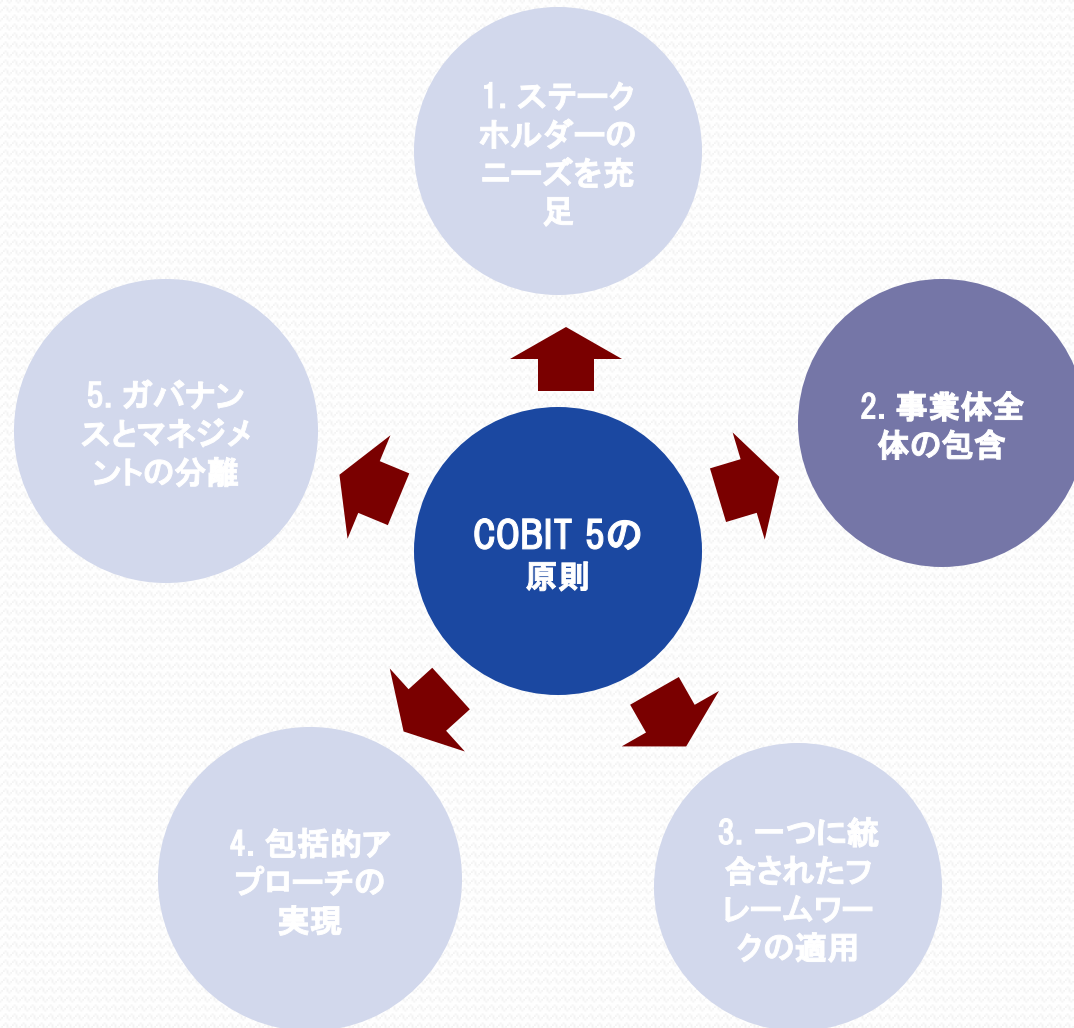 1. ステーク
ホルダーの
ニーズを充
足
2. 事業体全
体の包含
5. ガバナン
スとマネジメ
ントの分離
COBIT 5の
原則
4. 包括的ア
プローチの
実現
3. 一つに統
合されたフ
レームワー
クの適用